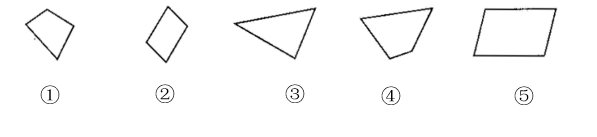 ① ② ③ ④ ⑤